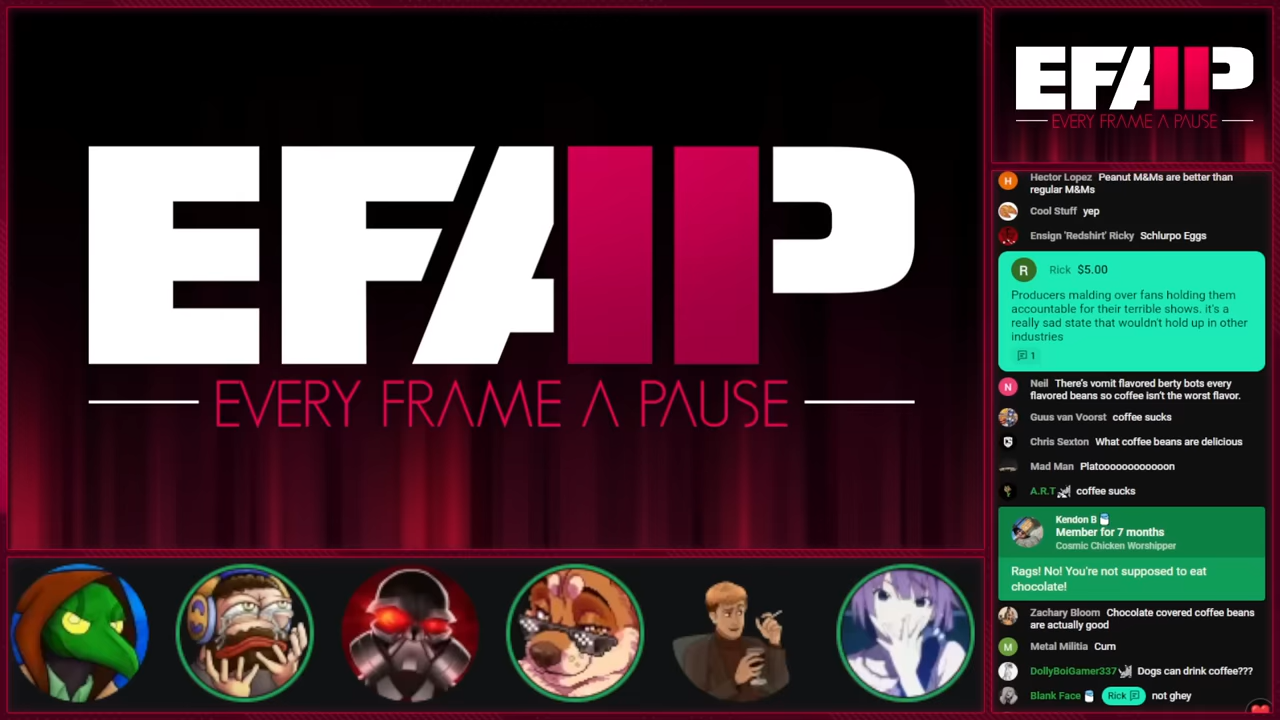 EFAP
EVERY FRAME A PAUSE
EFAP
EVERY FRAME A PAUSE
H Hector Lopez Peanut M&Ms are better than
regular M&Ms
Cool Stuff yep
Ensign 'Redshirt' Ricky Schlurpo Eggs
R Rick $5.00
Producers malding over fans holding them
accountable for their terrible shows. it's a
really sad state that wouldn't hold up in other
industries
1
N Neil There's vomit flavored berty bots every
flavored beans so coffee isn't the worst flavor.
Guus van Voorst coffee sucks
Chris Sexton What coffee beans are delicious
Mad Man Platooooooooooon
A.R.T coffee sucks
Kendon B
Member for 7 months
Cosmic Chicken Worshipper
Rags! No! You're not supposed to eat
chocolate!
Zachary Bloom Chocolate covered coffee beans
are actually good
M Metal Militia Cum
DollyBoiGamer337 Dogs can drink coffee???
Blank Face Rick not ghey